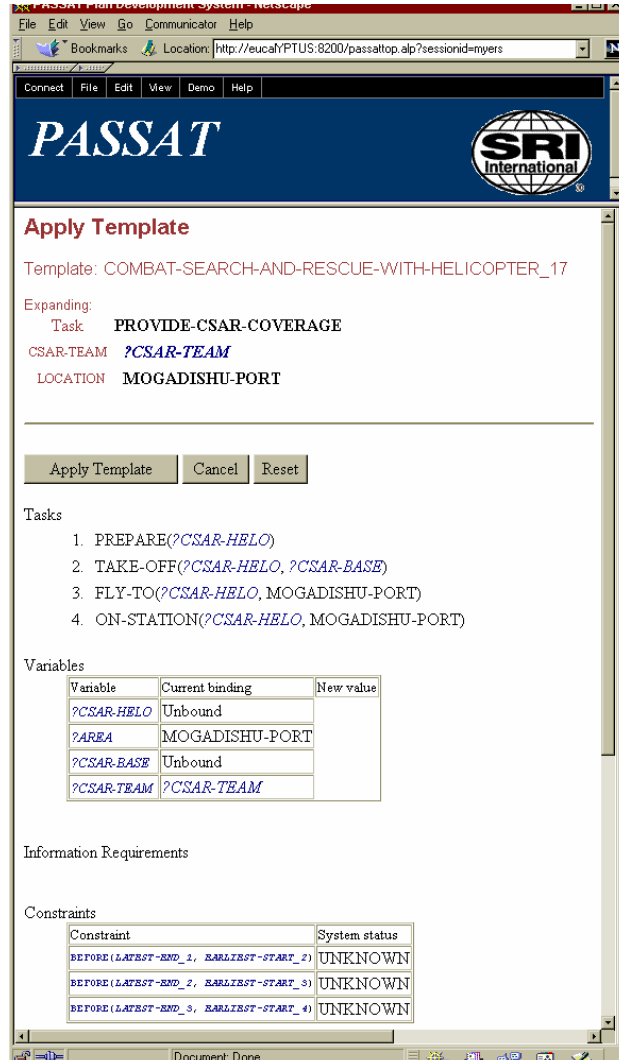 PASSAT Plan Development System - Netscape
File Edit View Go Communicator Help
Bookmarks Location: http://eucalYPTUS:8200/passattop.alp?sessionid=myers
Connect File Edit View Demo Help
PASSAT
SRI
International
®
Apply Template
Template: COMBAT-SEARCH-AND-RESCUE-WITH-HELICOPTER_17
Expanding:
Task PROVIDE-CSAR-COVERAGE
CSAR-TEAM ?CSAR-TEAM
LOCATION MOGADISHU-PORT
Apply Template Cancel Reset
Tasks
1. PREPARE(?CSAR-HELO)
2. TAKE-OFF(?CSAR-HELO, ?CSAR-BASE)
3. FLY-TO(?CSAR-HELO, MOGADISHU-PORT)
4. ON-STATION(?CSAR-HELO, MOGADISHU-PORT)
Variables
Variable Current binding New value
?CSAR-HELO Unbound
?AREA MOGADISHU-PORT
?CSAR-BASE Unbound
?CSAR-TEAM ?CSAR-TEAM
Information Requirements
Constraints
Constraint System status
BEFORE(LATEST-END_1, EARLIEST-START_2) UNKNOWN
BEFORE(LATEST-END_2, EARLIEST-START_3) UNKNOWN
BEFORE(LATEST-END_3, EARLIEST-START_4) UNKNOWN
Document: Done